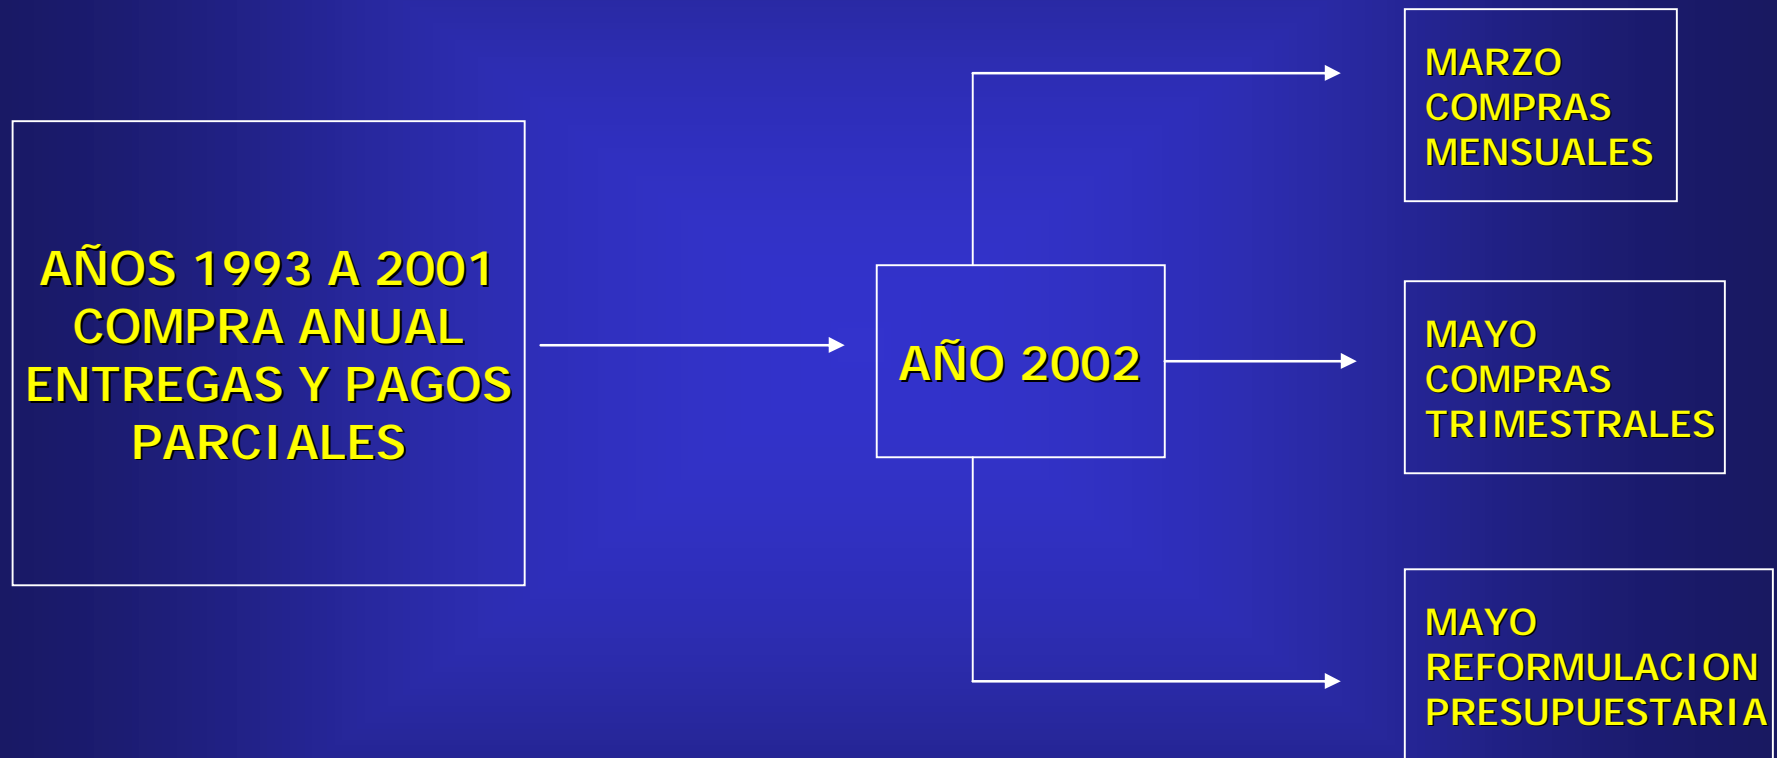 AÑOS 1993 A 2001
COMPRA ANUAL
ENTREGAS Y PAGOS
PARCIALES
AÑO 2002
MARZO
COMPRAS
MENSUALES
MAYO
COMPRAS
TRIMESTRALES
MAYO
REFORMULACION
PRESUPUESTARIA